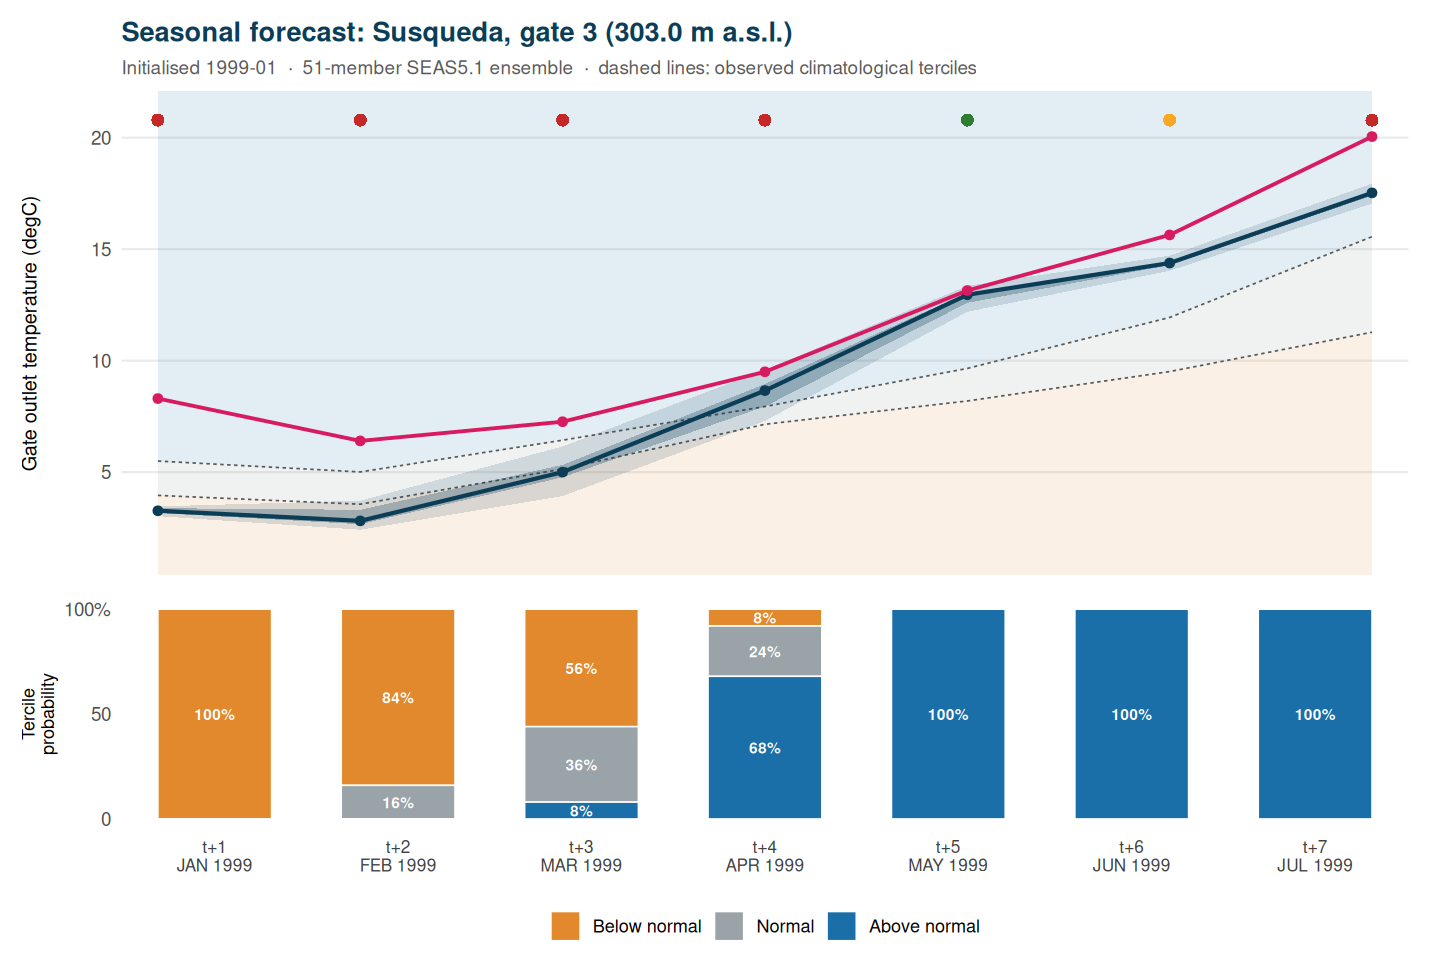 Seasonal forecast: Susqueda, gate 3 (303.0 m a.s.l.)
Initialised 1999-01 · 51-member SEAS5.1 ensemble · dashed lines: observed climatological terciles
Gate outlet temperature (degC)
20
15
10
5
Tercile
probability
100%
50
0
100%
84%
16%
56%
36%
8%
8%
24%
68%
100%
100%
100%
t+1
JAN 1999
t+2
FEB 1999
t+3
MAR 1999
t+4
APR 1999
t+5
MAY 1999
t+6
JUN 1999
t+7
JUL 1999
Below normal
Normal
Above normal